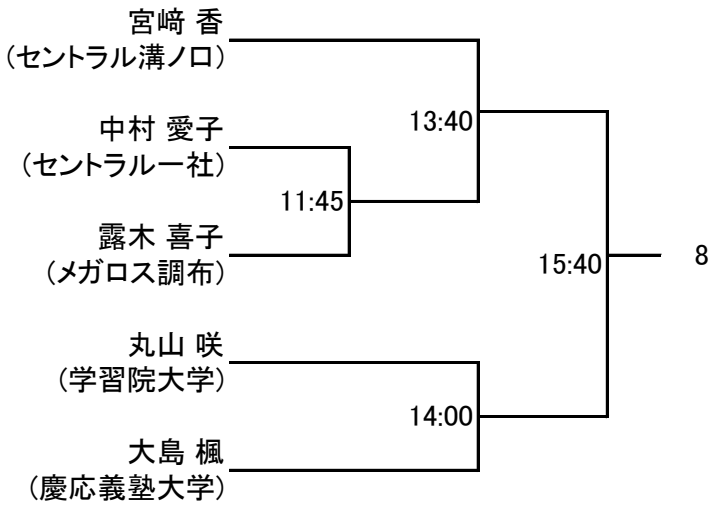 宮﨑 香
(セントラル溝ノ口)
13:40
中村 愛子
(セントラル一社)
11:45
露木 喜子
(メガロス調布)
15:40
8
丸山 咲
(学習院大学)
14:00
大島 楓
(慶応義塾大学)